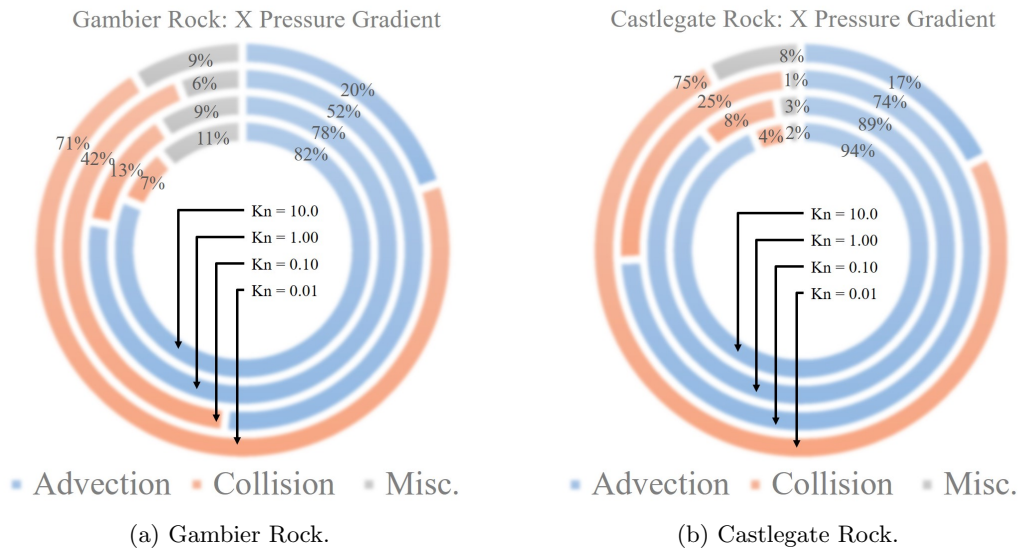 Gambier Rock: X Pressure Gradient
9%
20%
6%
52%
9%
78%
11%
82%
71%
42%
13%
7%
Kn = 10.0
Kn = 1.00
Kn = 0.10
Kn = 0.01
Advection Collision Misc.
(a) Gambier Rock.
Castlegate Rock: X Pressure Gradient
8%
17%
75%
1%
74%
25%
3%
89%
8%
2%
94%
4%
Kn = 10.0
Kn = 1.00
Kn = 0.10
Kn = 0.01
Advection Collision Misc.
(b) Castlegate Rock.